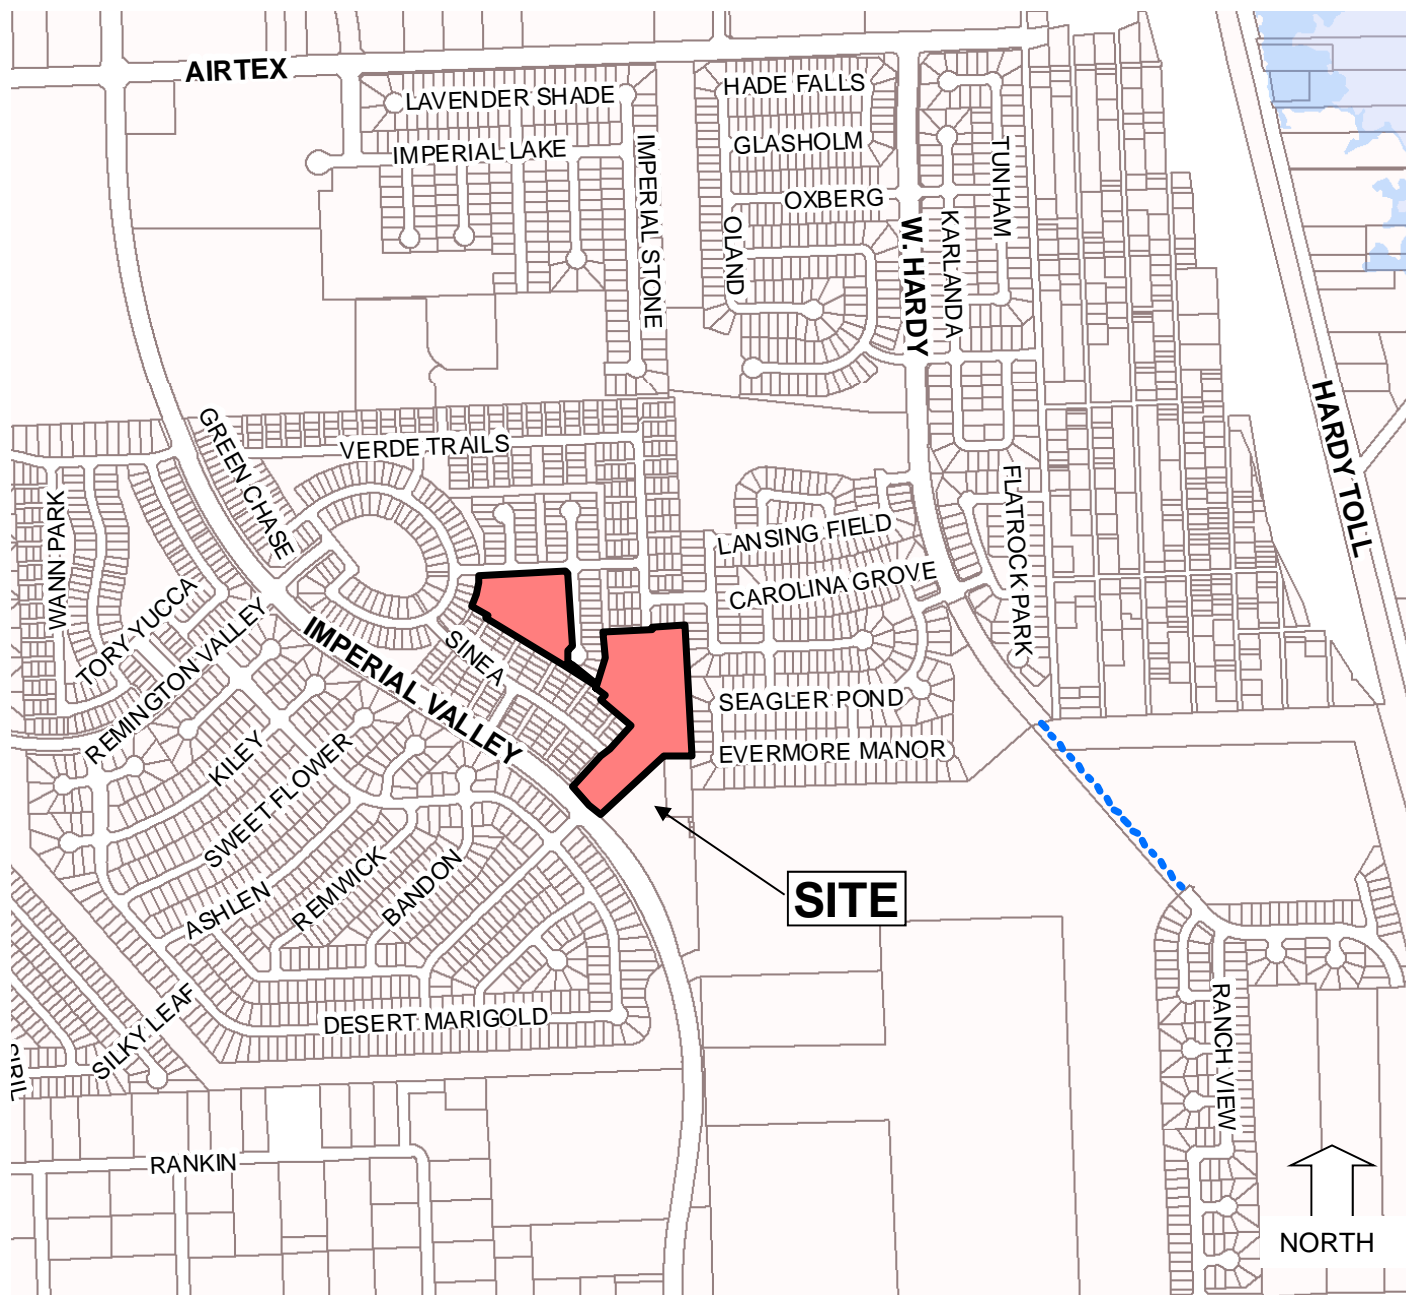 AIRTEX
LAVENDER SHADE
HADE FALLS
IMPERIAL LAKE
GLASHOLM
IMPERIAL STONE
TUNHAM
OXBERG
OLAND
W. HARDY
KARLANDA
HARDY TOLL
GREEN CHASE
VERDE TRAILS
WANN PARK
FLATROCK PARK
LANSING FIELD
CAROLINA GROVE
TORY YUCCA
REMINGTON VALLEY
IMPERIAL VALLEY
SINEA
SEAGLER POND
EVERMORE MANOR
KILEY
SWEET FLOWER
ASHLEN
REMWICK
BANDON
SITE
SILKY LEAF
DESERT MARIGOLD
CIRIL
RANCH VIEW
RANKIN
NORTH